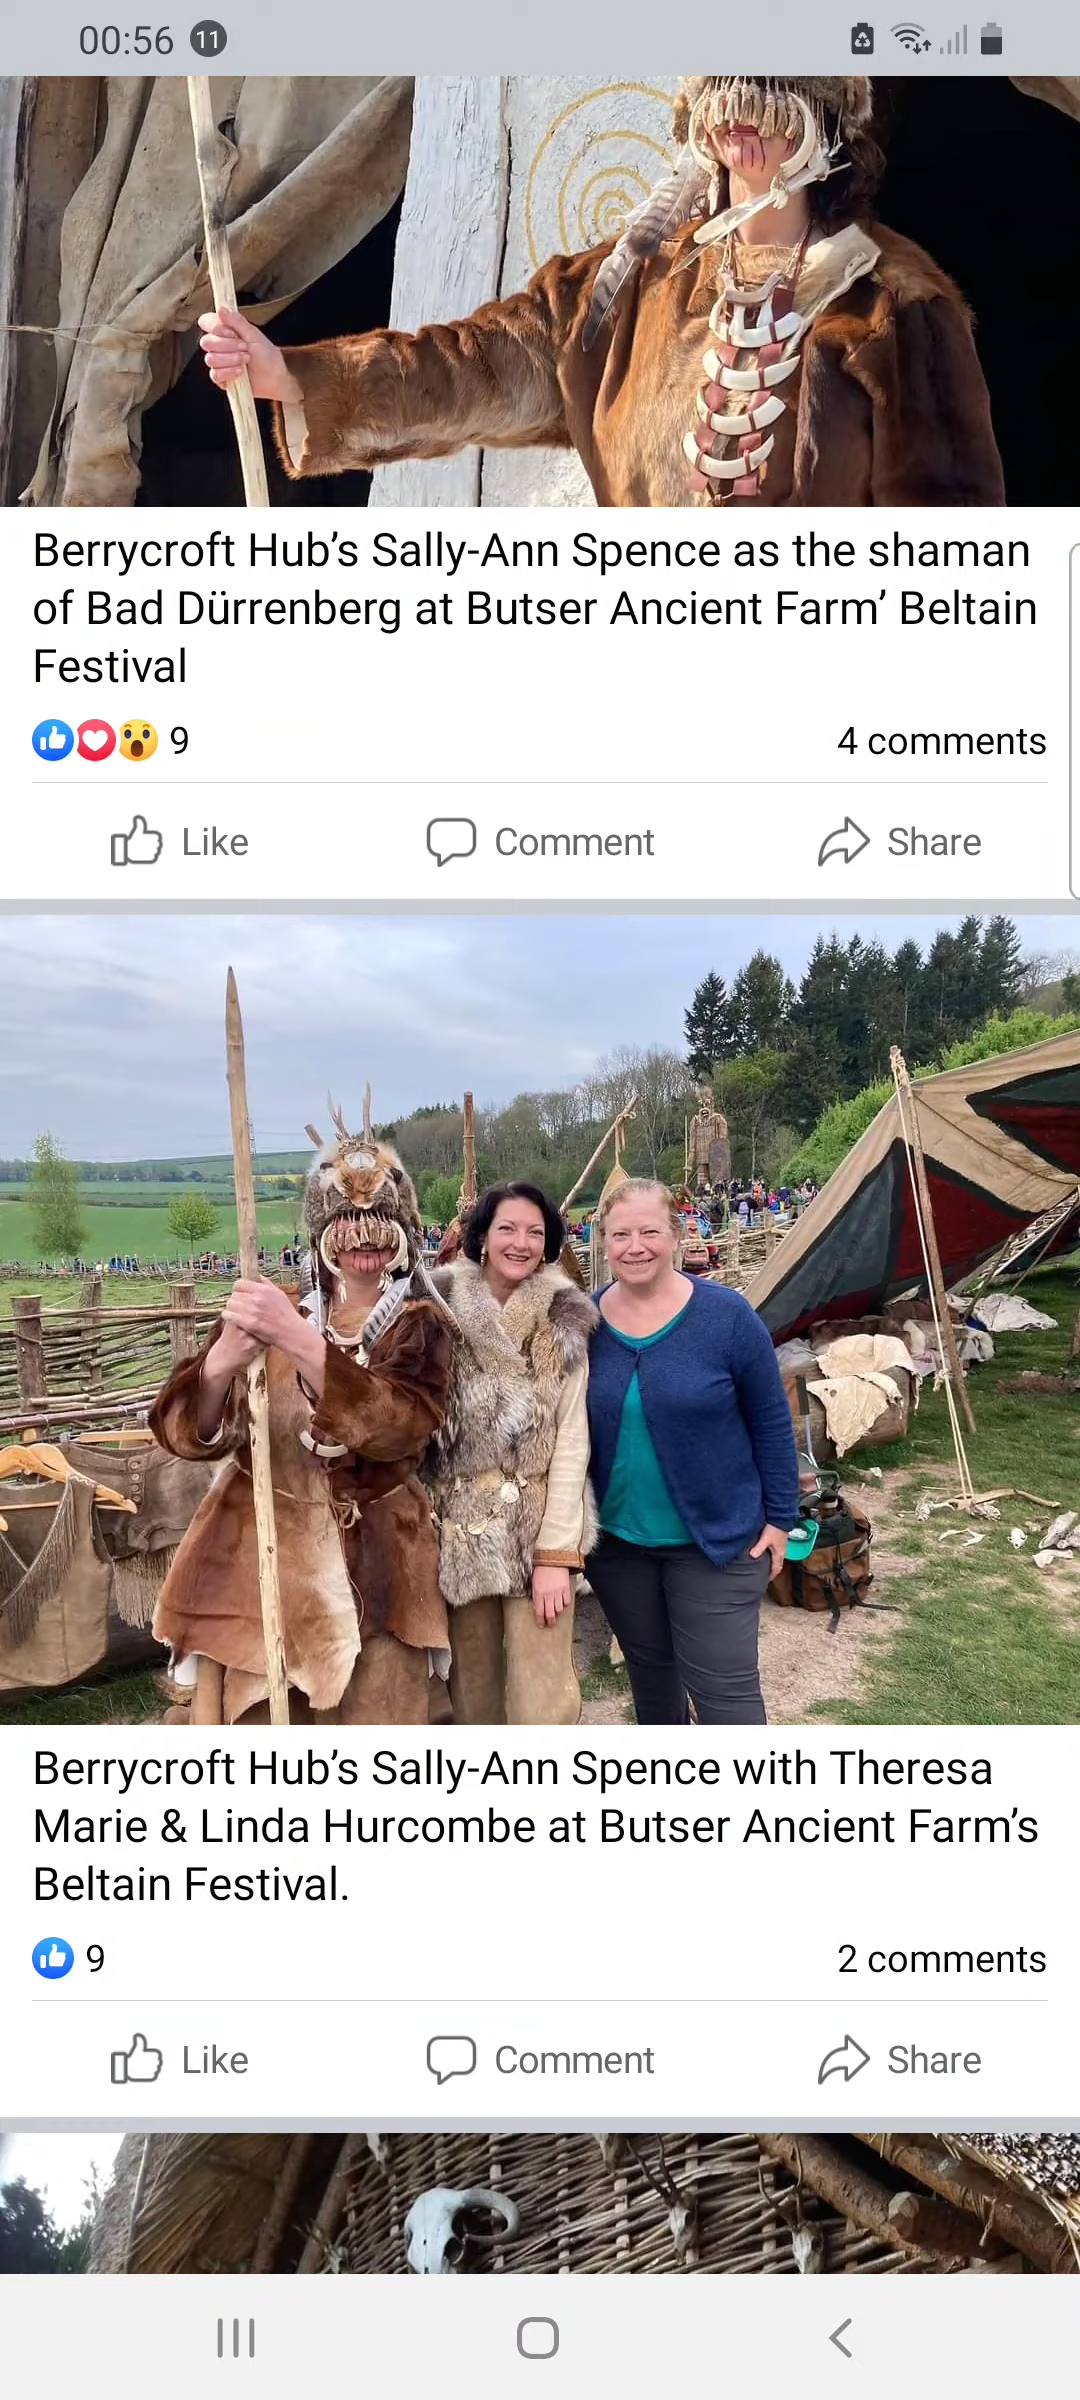 00:56 11
Berrycroft Hub’s Sally-Ann Spence as the shaman
of Bad Dürrenberg at Butser Ancient Farm’ Beltain
Festival
9 4 comments
Like Comment Share
Berrycroft Hub’s Sally-Ann Spence with Theresa
Marie & Linda Hurcombe at Butser Ancient Farm’s
Beltain Festival.
9 2 comments
Like Comment Share